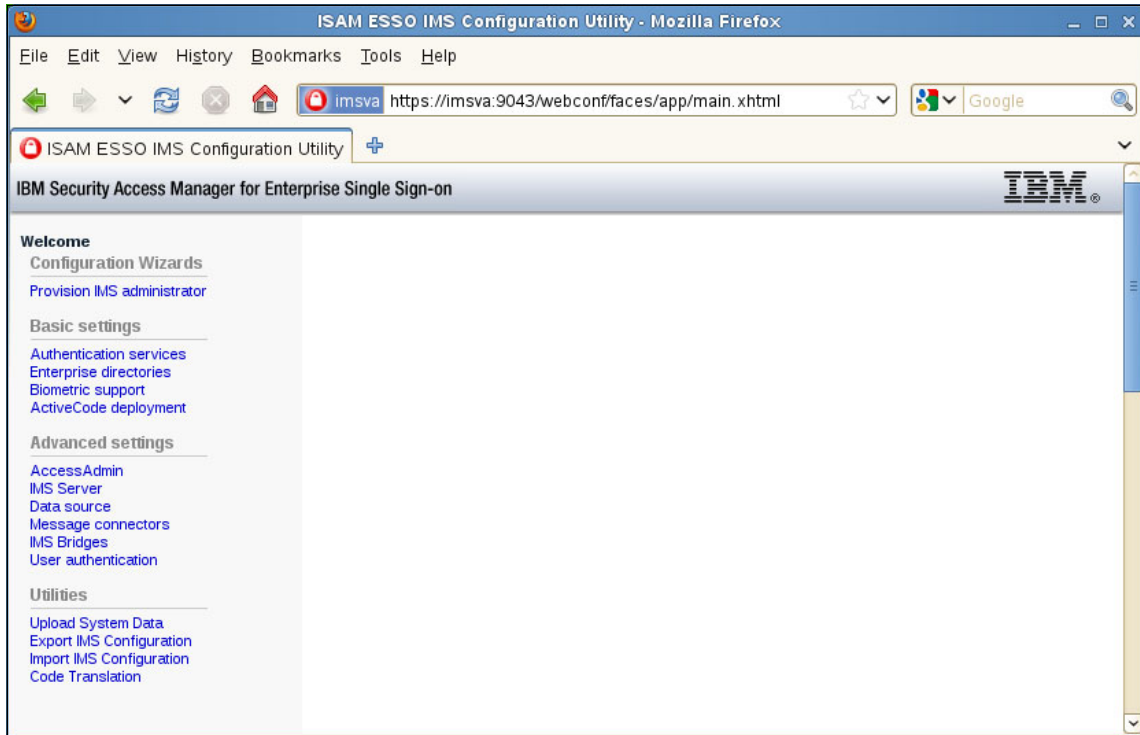 ISAM ESSO IMS Configuration Utility - Mozilla Firefox
File Edit View History Bookmarks Tools Help
imsva https://imsva:9043/webconf/faces/app/main.xhtml Google
ISAM ESSO IMS Configuration Utility
IBM Security Access Manager for Enterprise Single Sign-on IBM®
Welcome
Configuration Wizards
Provision IMS administrator
Basic settings
Authentication services
Enterprise directories
Biometric support
ActiveCode deployment
Advanced settings
AccessAdmin
IMS Server
Data source
Message connectors
IMS Bridges
User authentication
Utilities
Upload System Data
Export IMS Configuration
Import IMS Configuration
Code Translation